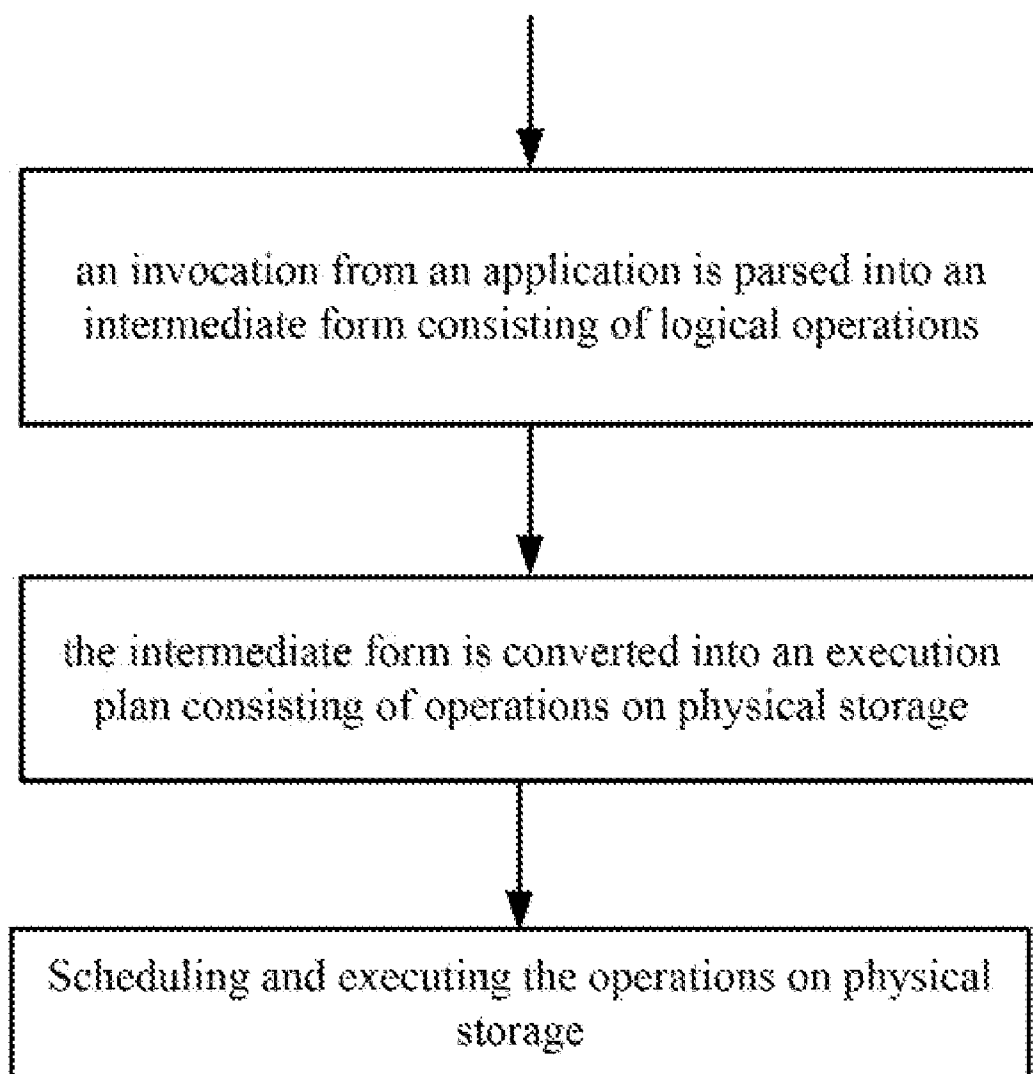 an invocation from an application is parsed into an
intermediate form consisting of logical operations
the intermediate form is converted into an execution
plan consisting of operations on physical storage
Scheduling and executing the operations on physical
storage